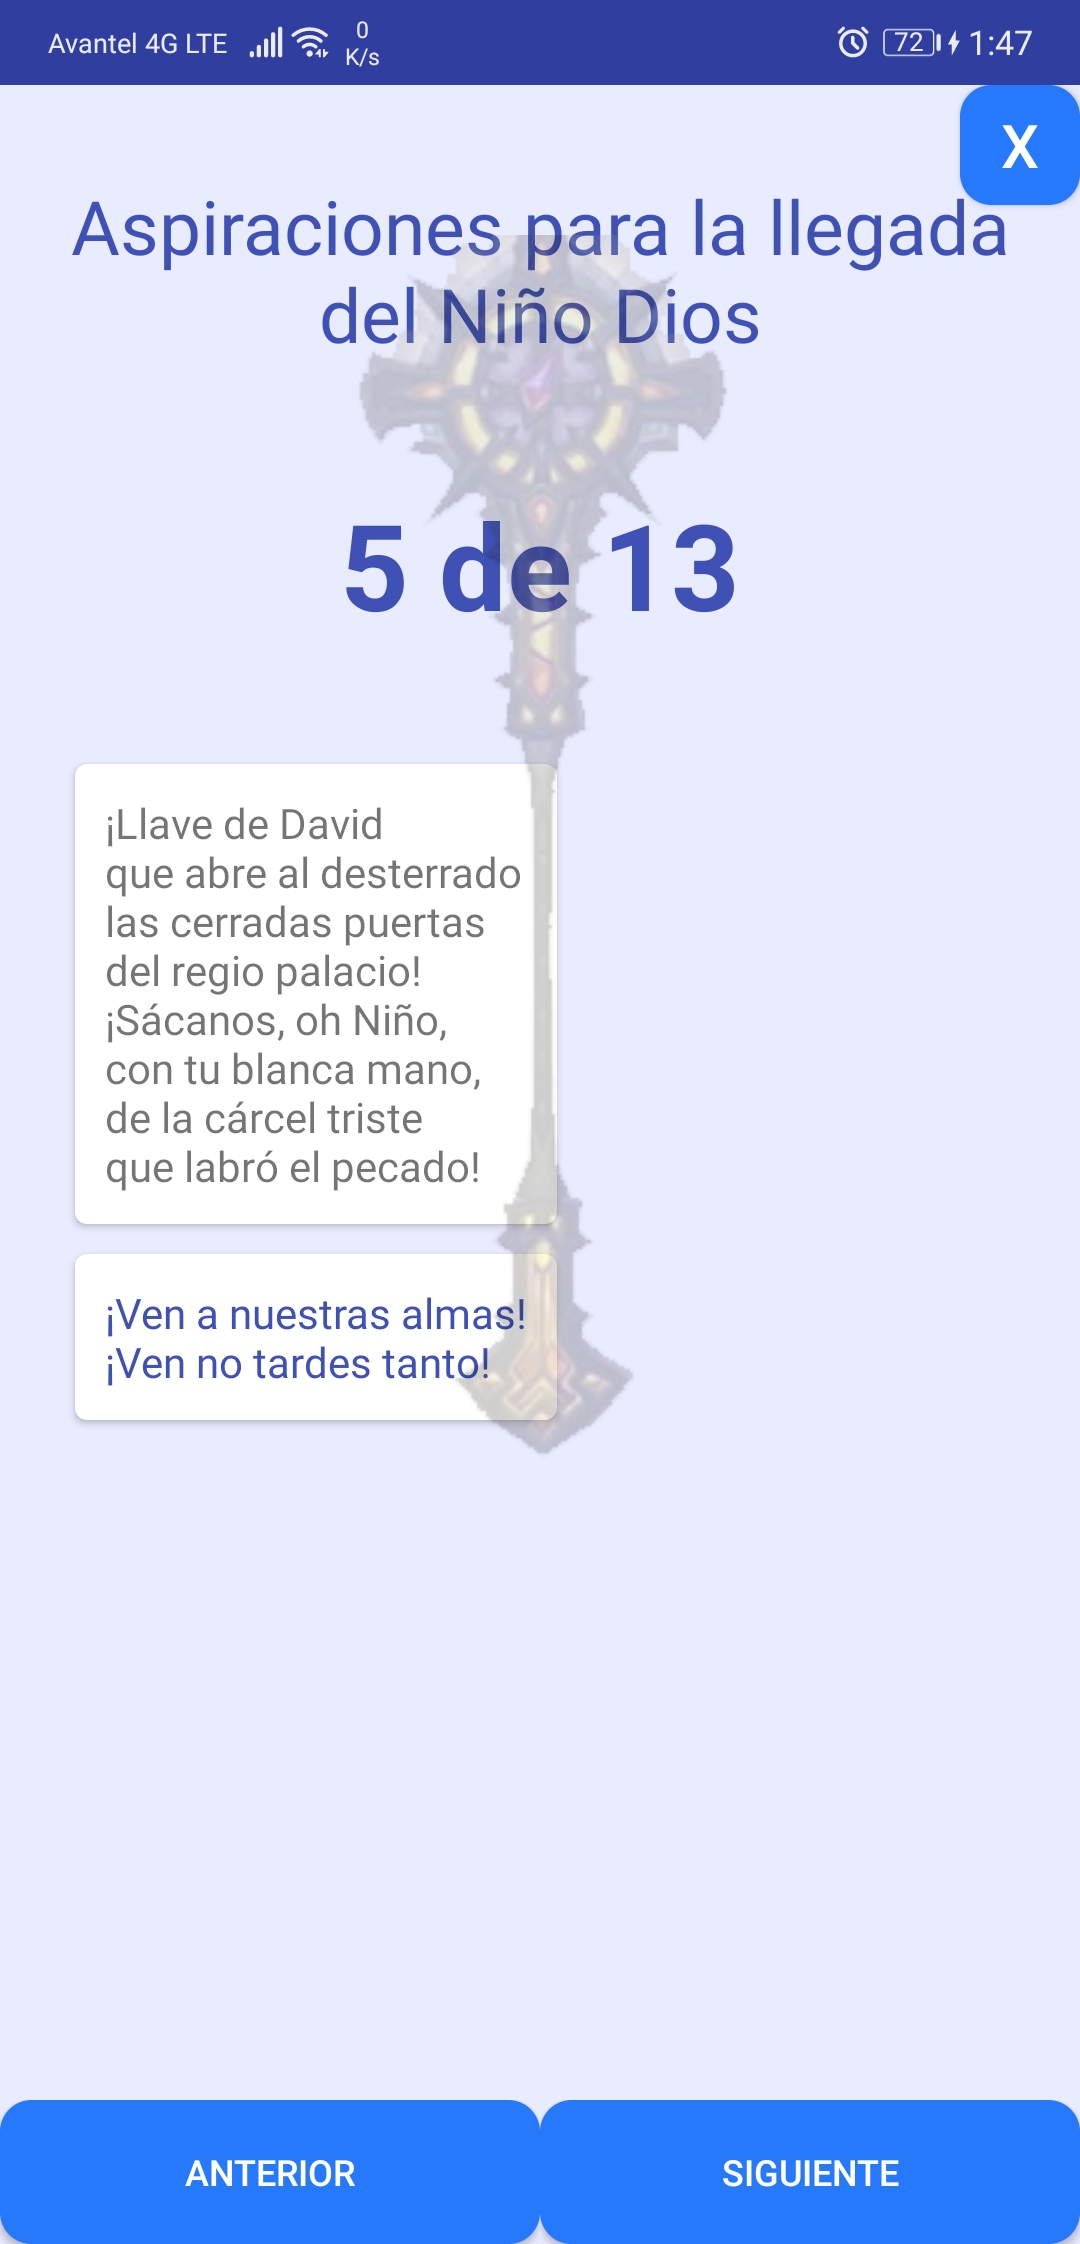 Avantel 4G LTE 0 K/s 72 1:47
X
Aspiraciones para la llegada
del Niño Dios
5 de 13
¡Llave de David
que abre al desterrado
las cerradas puertas
del regio palacio!
¡Sácanos, oh Niño,
con tu blanca mano,
de la cárcel triste
que labró el pecado!
¡Ven a nuestras almas!
¡Ven no tardes tanto!
ANTERIOR SIGUIENTE